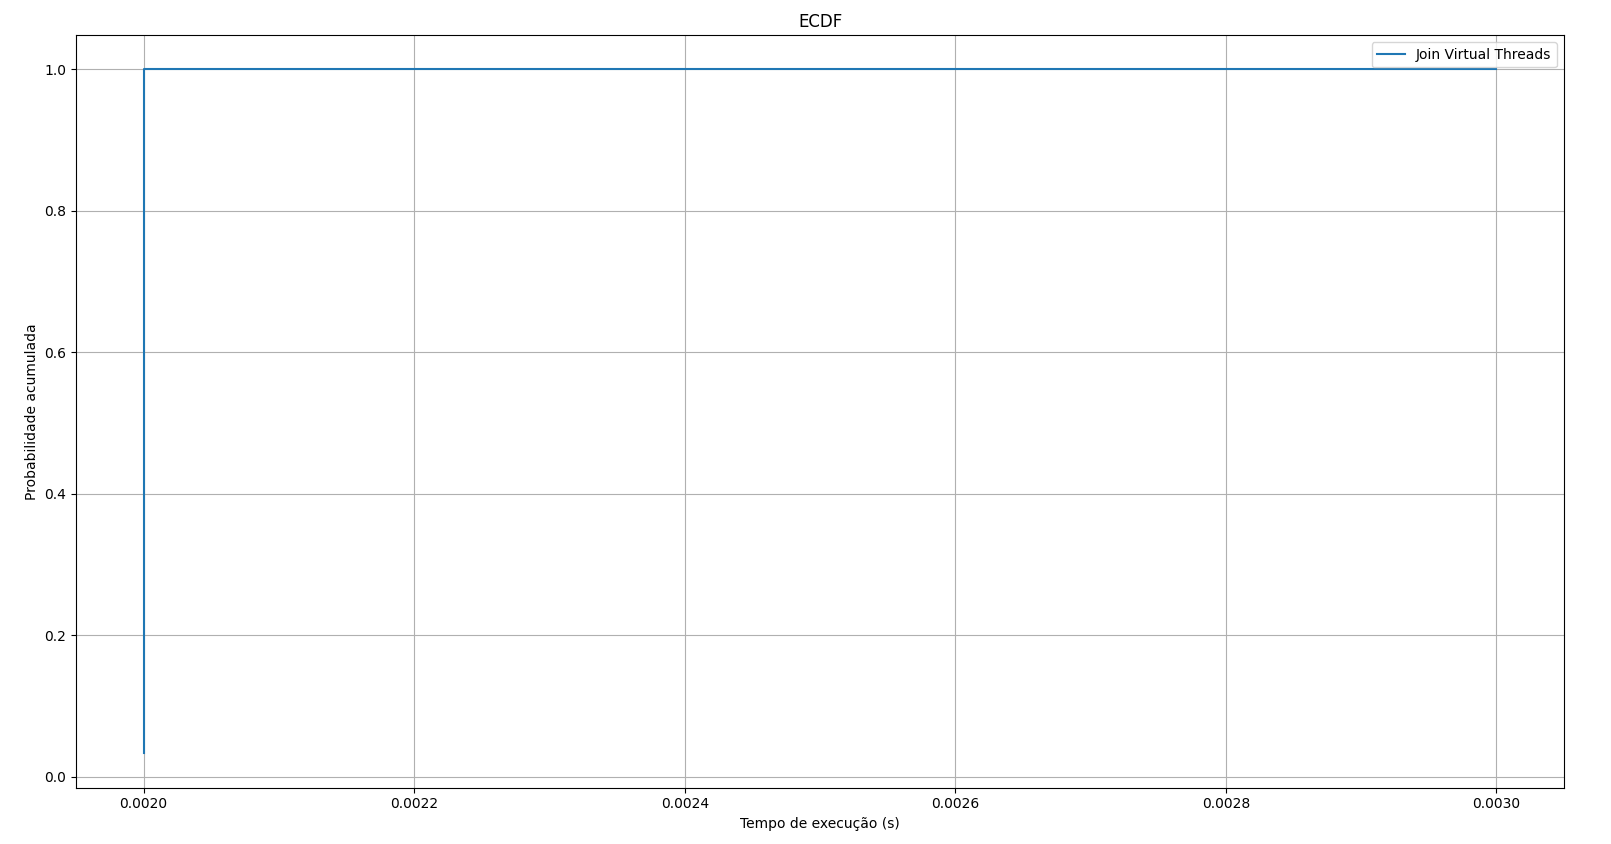 ECDF
Join Virtual Threads
1.0
0.8
0.6
0.4
0.2
0.0
Probabilidade acumulada
0.0020 0.0022 0.0024 0.0026 0.0028 0.0030
Tempo de execução (s)